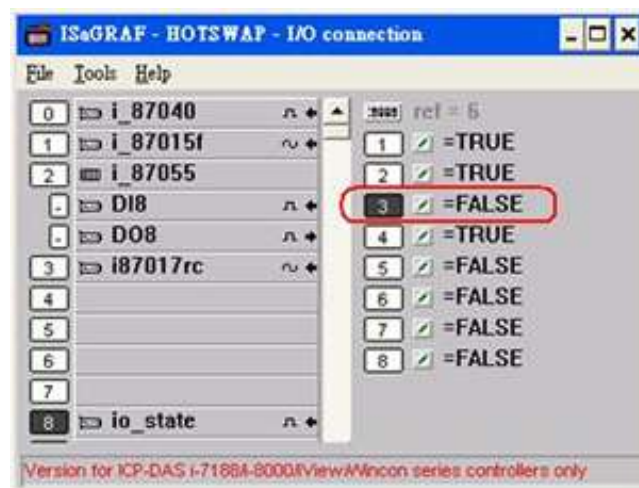 ISaGRAF - HOTSWAP - I/O connection
File Tools Help
0 i_87040
1 i_87015f
2 i_87055
. DI8
. DO8
3 i87017rc
4
5
6
7
8 io_state
ref = 6
1 =TRUE
2 =TRUE
3 =FALSE
4 =TRUE
5 =FALSE
6 =FALSE
7 =FALSE
8 =FALSE
Version for ICP-DAS i-7188/I-8000/iView/Wincon series controllers only